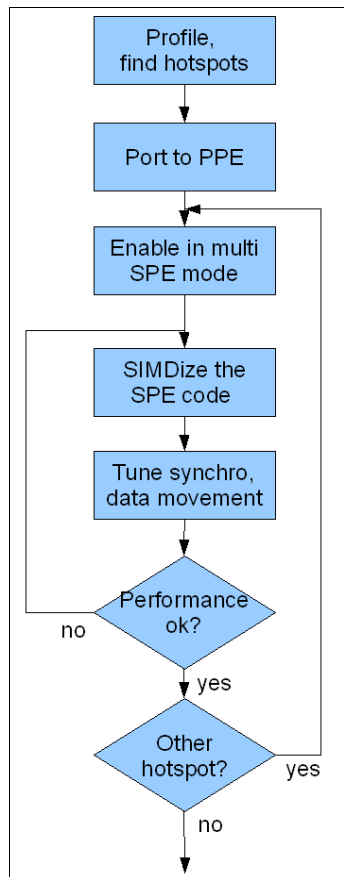 Profile,
find hotspots
Port to PPE
Enable in multi
SPE mode
SIMDize the
SPE code
Tune synchro,
data movement
Performance
ok?
no
yes
Other
hotspot?
yes
no